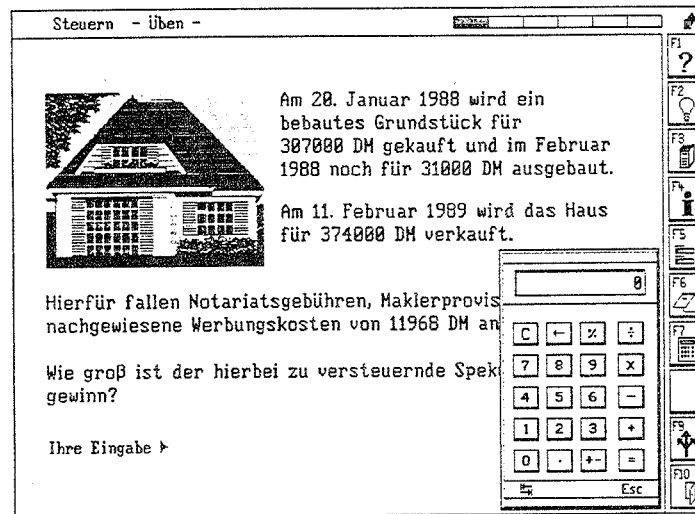 Steuern - Üben -
Am 20. Januar 1988 wird ein
bebautes Grundstück für
307000 DM gekauft und im Februar
1988 noch für 31000 DM ausgebaut.
Am 11. Februar 1989 wird das Haus
für 374000 DM verkauft.
Hierfür fallen Notariatsgebühren, Maklerprovis
nachgewiesene Werbungskosten von 11968 DM an
Wie groß ist der hierbei zu versteuernde Spek
gewinn?
Ihre Eingabe
0
C ← % ÷
7 8 9 x
4 5 6 -
1 2 3 +
0 . +- =
Esc
F1
?
F2
F3
F4
i
F5
F6
F7
F9
F10